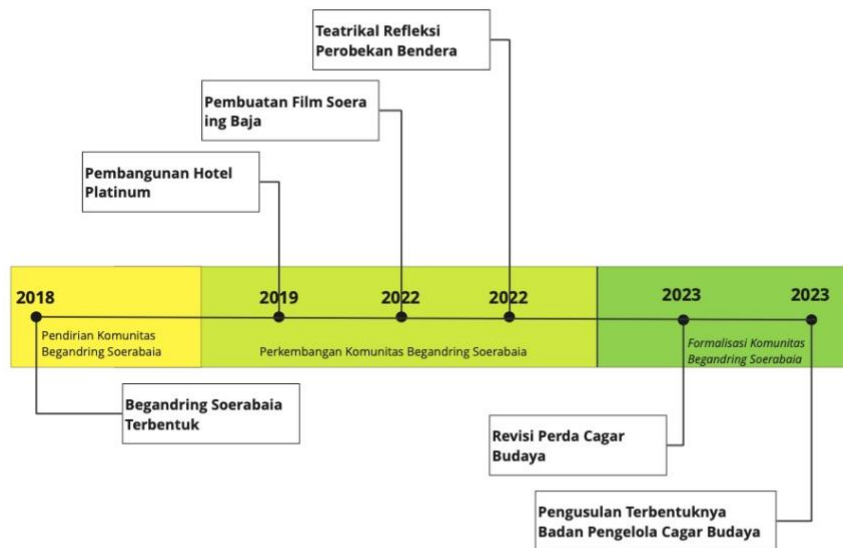 Teatrikal Refleksi
Perobekan Bendera
Pembuatan Film Soera
ing Baja
Pembangunan Hotel
Platinum
2018
2019
2022
2022
2023
2023
Pendirian Komunitas
Begandring Soerabaia
Perkembangan Komunitas Begandring Soerabaia
Formalisasi Komunitas
Begandring Soerabaia
Begandring Soerabaia
Terbentuk
Revisi Perda Cagar
Budaya
Pengusulan Terbentuknya
Badan Pengelola Cagar Budaya